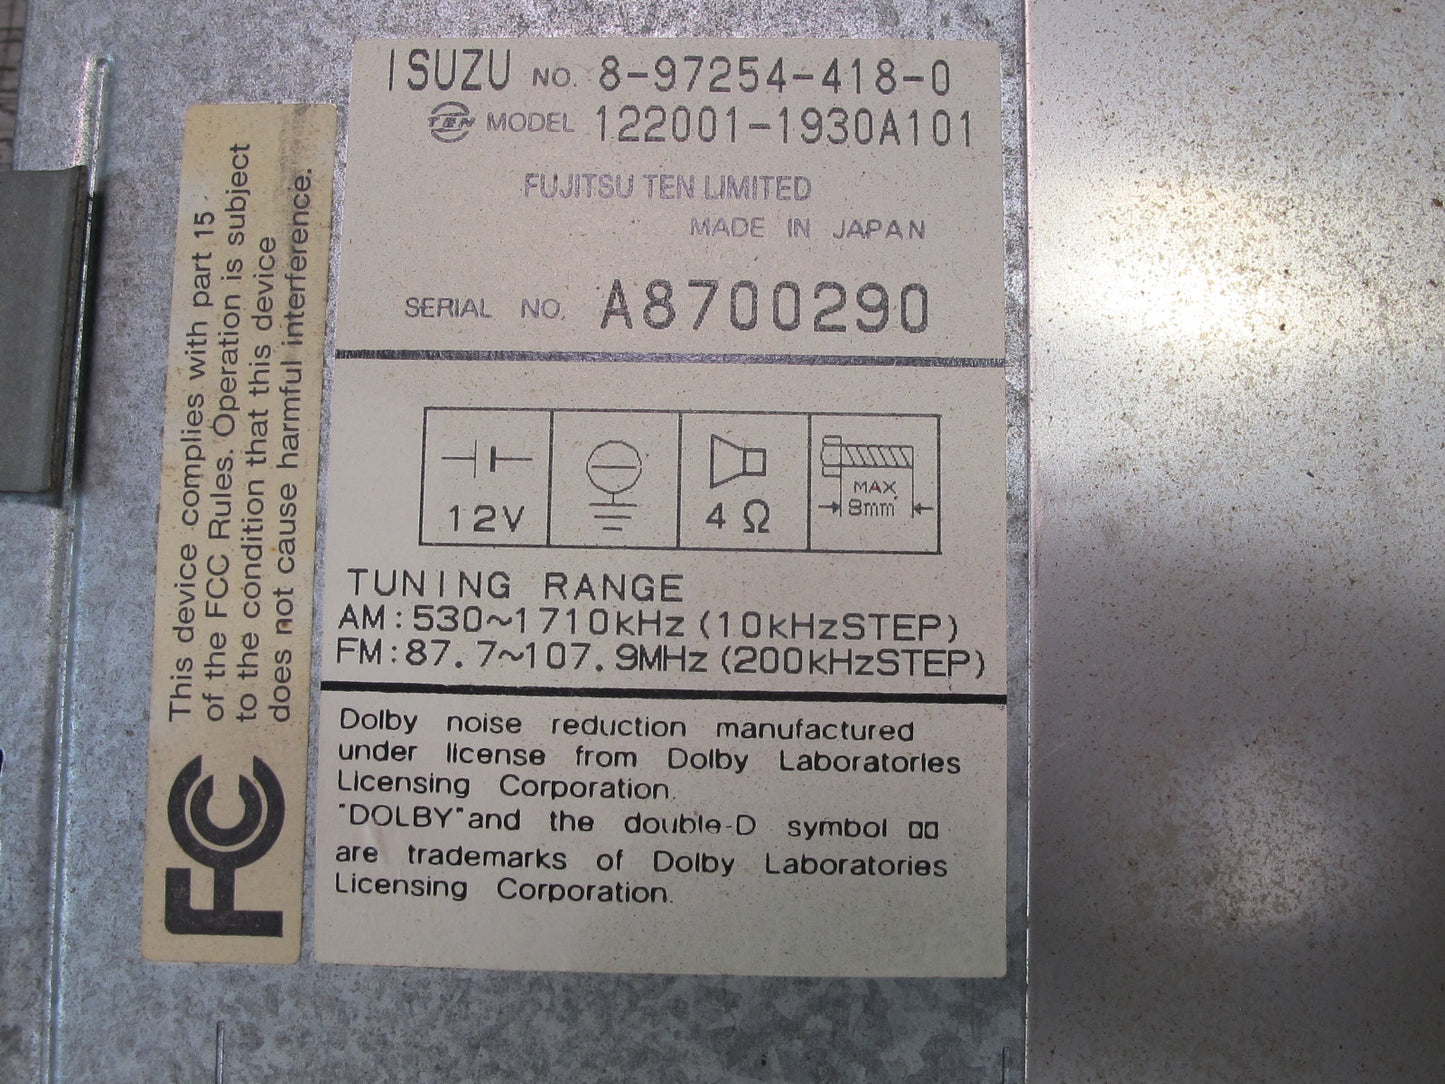 ISUZU NO. 8-97254-418-0
TEN MODEL 122001-1930A101
FUJITSU TEN LIMITED
MADE IN JAPAN
SERIAL NO. A8700290
12V
4 Ω
MAX.
8mm
TUNING RANGE
AM:530~1710kHz (10kHzSTEP)
FM:87.7~107.9MHz (200kHzSTEP)
Dolby noise reduction manufactured
under license from Dolby Laboratories
Licensing Corporation.
"DOLBY" and the double-D symbol
are trademarks of Dolby Laboratories
Licensing Corporation.
FC
This device complies with part 15
of the FCC Rules. Operation is subject
to the condition that this device
does not cause harmful interference.